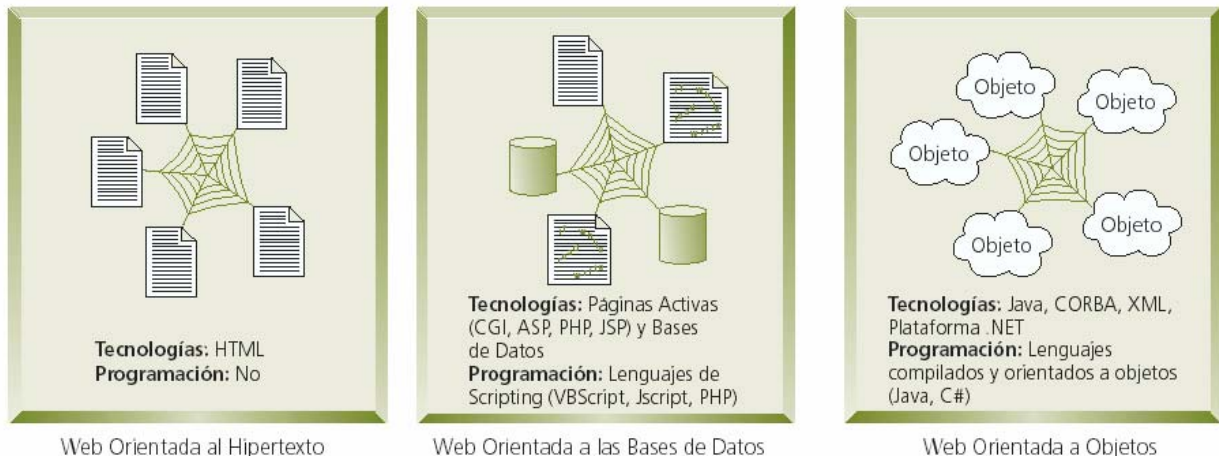 Tecnologías: HTML
Programación: No
Web Orientada al Hipertexto
Tecnologías: Páginas Activas
(CGI, ASP, PHP, JSP) y Bases
de Datos
Programación: Lenguajes de
Scripting (VBScript, Jscript, PHP)
Web Orientada a las Bases de Datos
Objeto
Objeto
Objeto
Objeto
Objeto
Tecnologías: Java, CORBA, XML,
Plataforma .NET
Programación: Lenguajes
compilados y orientados a objetos
(Java, C#)
Web Orientada a Objetos